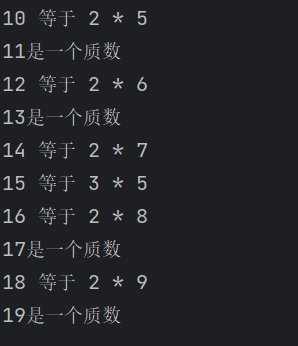 10 等于 2 * 5
11是一个质数
12 等于 2 * 6
13是一个质数
14 等于 2 * 7
15 等于 3 * 5
16 等于 2 * 8
17是一个质数
18 等于 2 * 9
19是一个质数